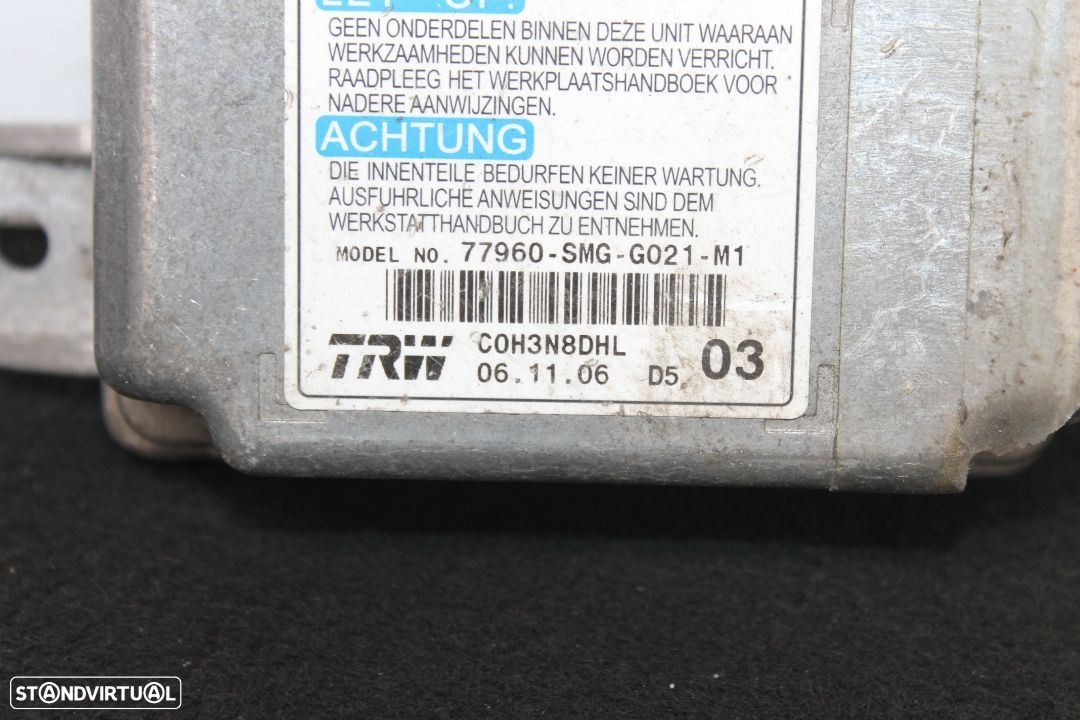 GEEN ONDERDELEN BINNEN DEZE UNIT WAARAAN
WERKZAAMHEDEN KUNNEN WORDEN VERRICHT.
RAADPLEEG HET WERKPLAATSHANDBOEK VOOR
NADERE AANWIJZINGEN.
ACHTUNG
DIE INNENTEILE BEDURFEN KEINER WARTUNG.
AUSFUHRLICHE ANWEISUNGEN SIND DEM
WERKSTATTHANDBUCH ZU ENTNEHMEN.
MODEL NO. 77960-SMG-G021-M1
TRW C0H3N8DHL 03
06.11.06 D5
STANDVIRTUAL